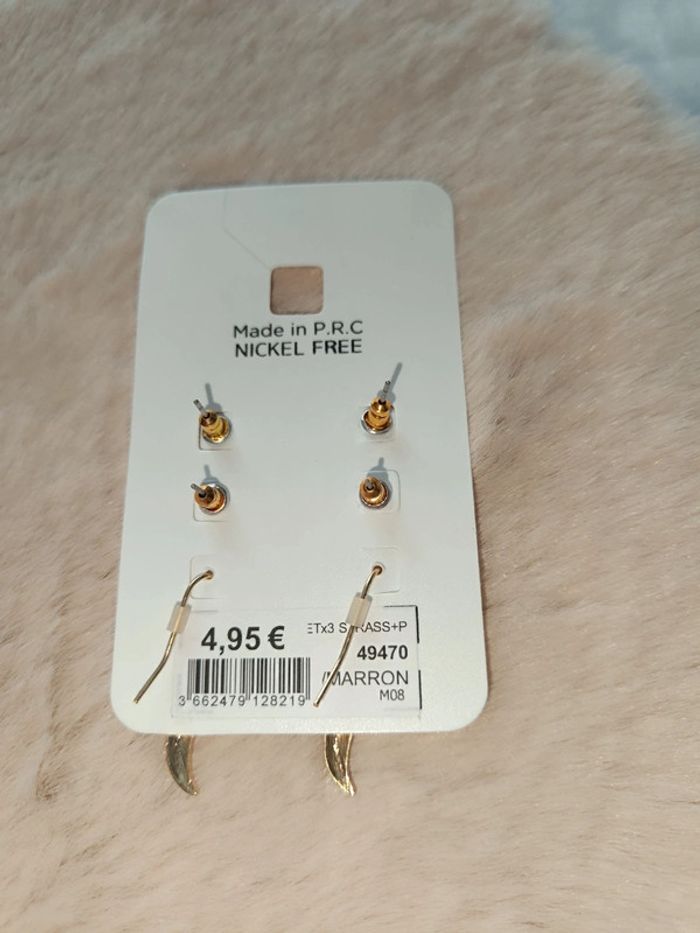 Made in P.R.C
NICKEL FREE
4,95 €
49470
MARRON
M08
3 662479 128219